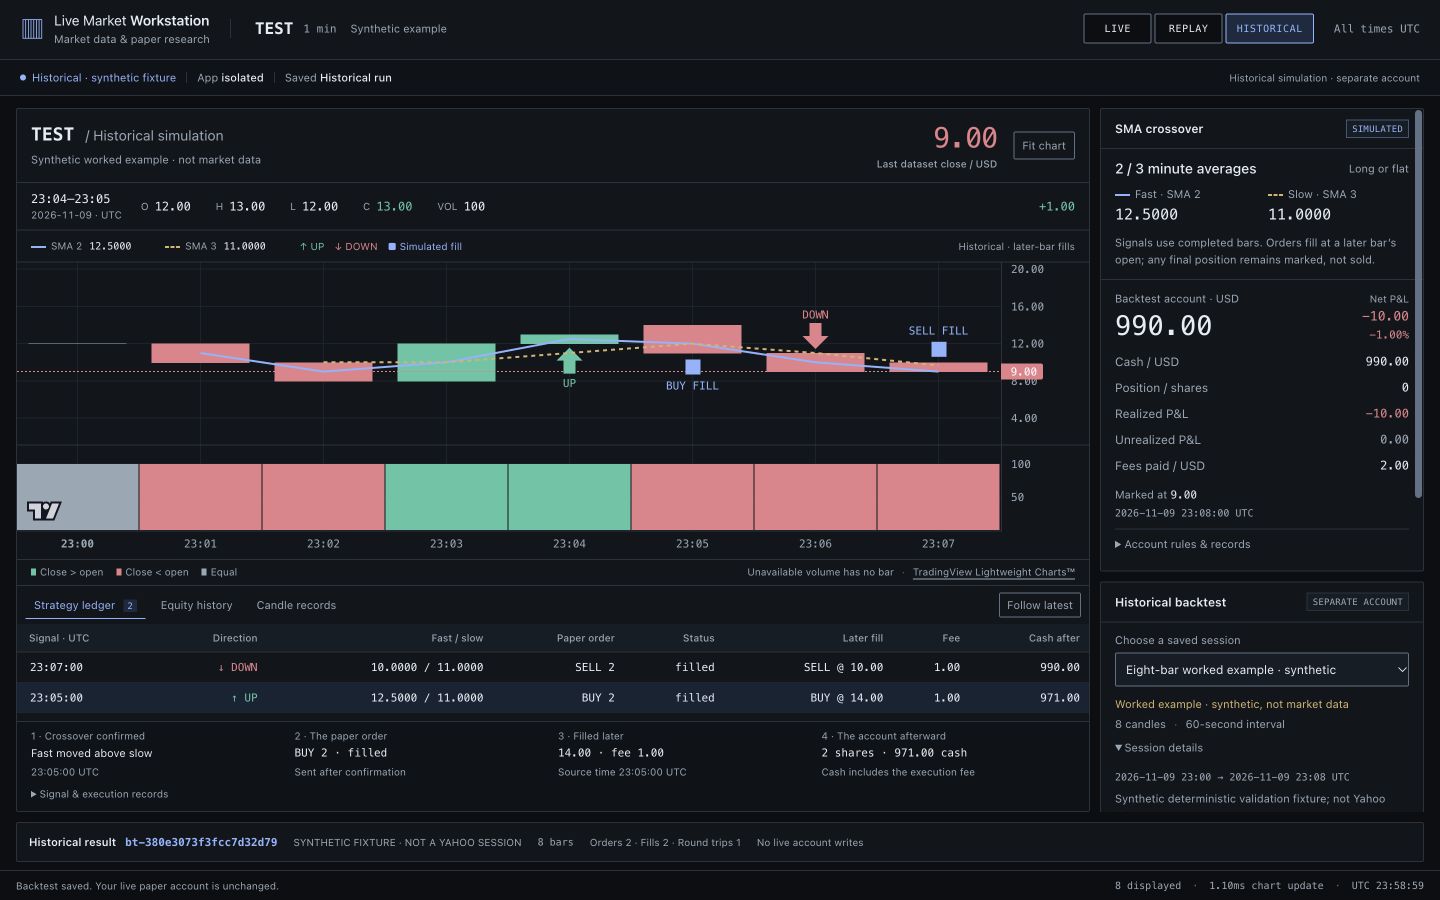 Live Market Workstation
Market data & paper research
TEST 1 min Synthetic example
LIVE REPLAY HISTORICAL All times UTC
Historical · synthetic fixture App isolated Saved Historical run
Historical simulation · separate account
TEST / Historical simulation
Synthetic worked example · not market data
9.00
Last dataset close / USD
Fit chart
23:04–23:05
2026-11-09 · UTC
O 12.00 H 13.00 L 12.00 C 13.00 VOL 100 +1.00
SMA 2 12.5000 SMA 3 11.0000 ↑ UP ↓ DOWN Simulated fill Historical · later-bar fills
20.00
16.00
12.00
9.00
8.00
4.00
100
50
DOWN
SELL FILL
UP
BUY FILL
23:00 23:01 23:02 23:03 23:04 23:05 23:06 23:07
Close > open Close < open Equal Unavailable volume has no bar · TradingView Lightweight Charts™
Strategy ledger 2 Equity history Candle records Follow latest
Signal · UTC Direction Fast / slow Paper order Status Later fill Fee Cash after
23:07:00 ↓ DOWN 10.0000 / 11.0000 SELL 2 filled SELL @ 10.00 1.00 990.00
23:05:00 ↑ UP 12.5000 / 11.0000 BUY 2 filled BUY @ 14.00 1.00 971.00
1 · Crossover confirmed
Fast moved above slow
23:05:00 UTC
2 · The paper order
BUY 2 · filled
Sent after confirmation
3 · Filled later
14.00 · fee 1.00
Source time 23:05:00 UTC
4 · The account afterward
2 shares · 971.00 cash
Cash includes the execution fee
▶ Signal & execution records
SMA crossover SIMULATED
2 / 3 minute averages Long or flat
Fast · SMA 2 Slow · SMA 3
12.5000 11.0000
Signals use completed bars. Orders fill at a later bar's
open; any final position remains marked, not sold.
Backtest account · USD Net P&L
990.00 −10.00
−1.00%
Cash / USD 990.00
Position / shares 0
Realized P&L −10.00
Unrealized P&L 0.00
Fees paid / USD 2.00
Marked at 9.00
2026-11-09 23:08:00 UTC
▶ Account rules & records
Historical backtest SEPARATE ACCOUNT
Choose a saved session
Eight-bar worked example · synthetic
Worked example · synthetic, not market data
8 candles · 60-second interval
▼ Session details
2026-11-09 23:00 → 2026-11-09 23:08 UTC
Synthetic deterministic validation fixture; not Yahoo
Historical result bt-380e3073f3fcc7d32d79 SYNTHETIC FIXTURE · NOT A YAHOO SESSION 8 bars Orders 2 · Fills 2 · Round trips 1 No live account writes
Backtest saved. Your live paper account is unchanged.
8 displayed · 1.10ms chart update · UTC 23:58:59